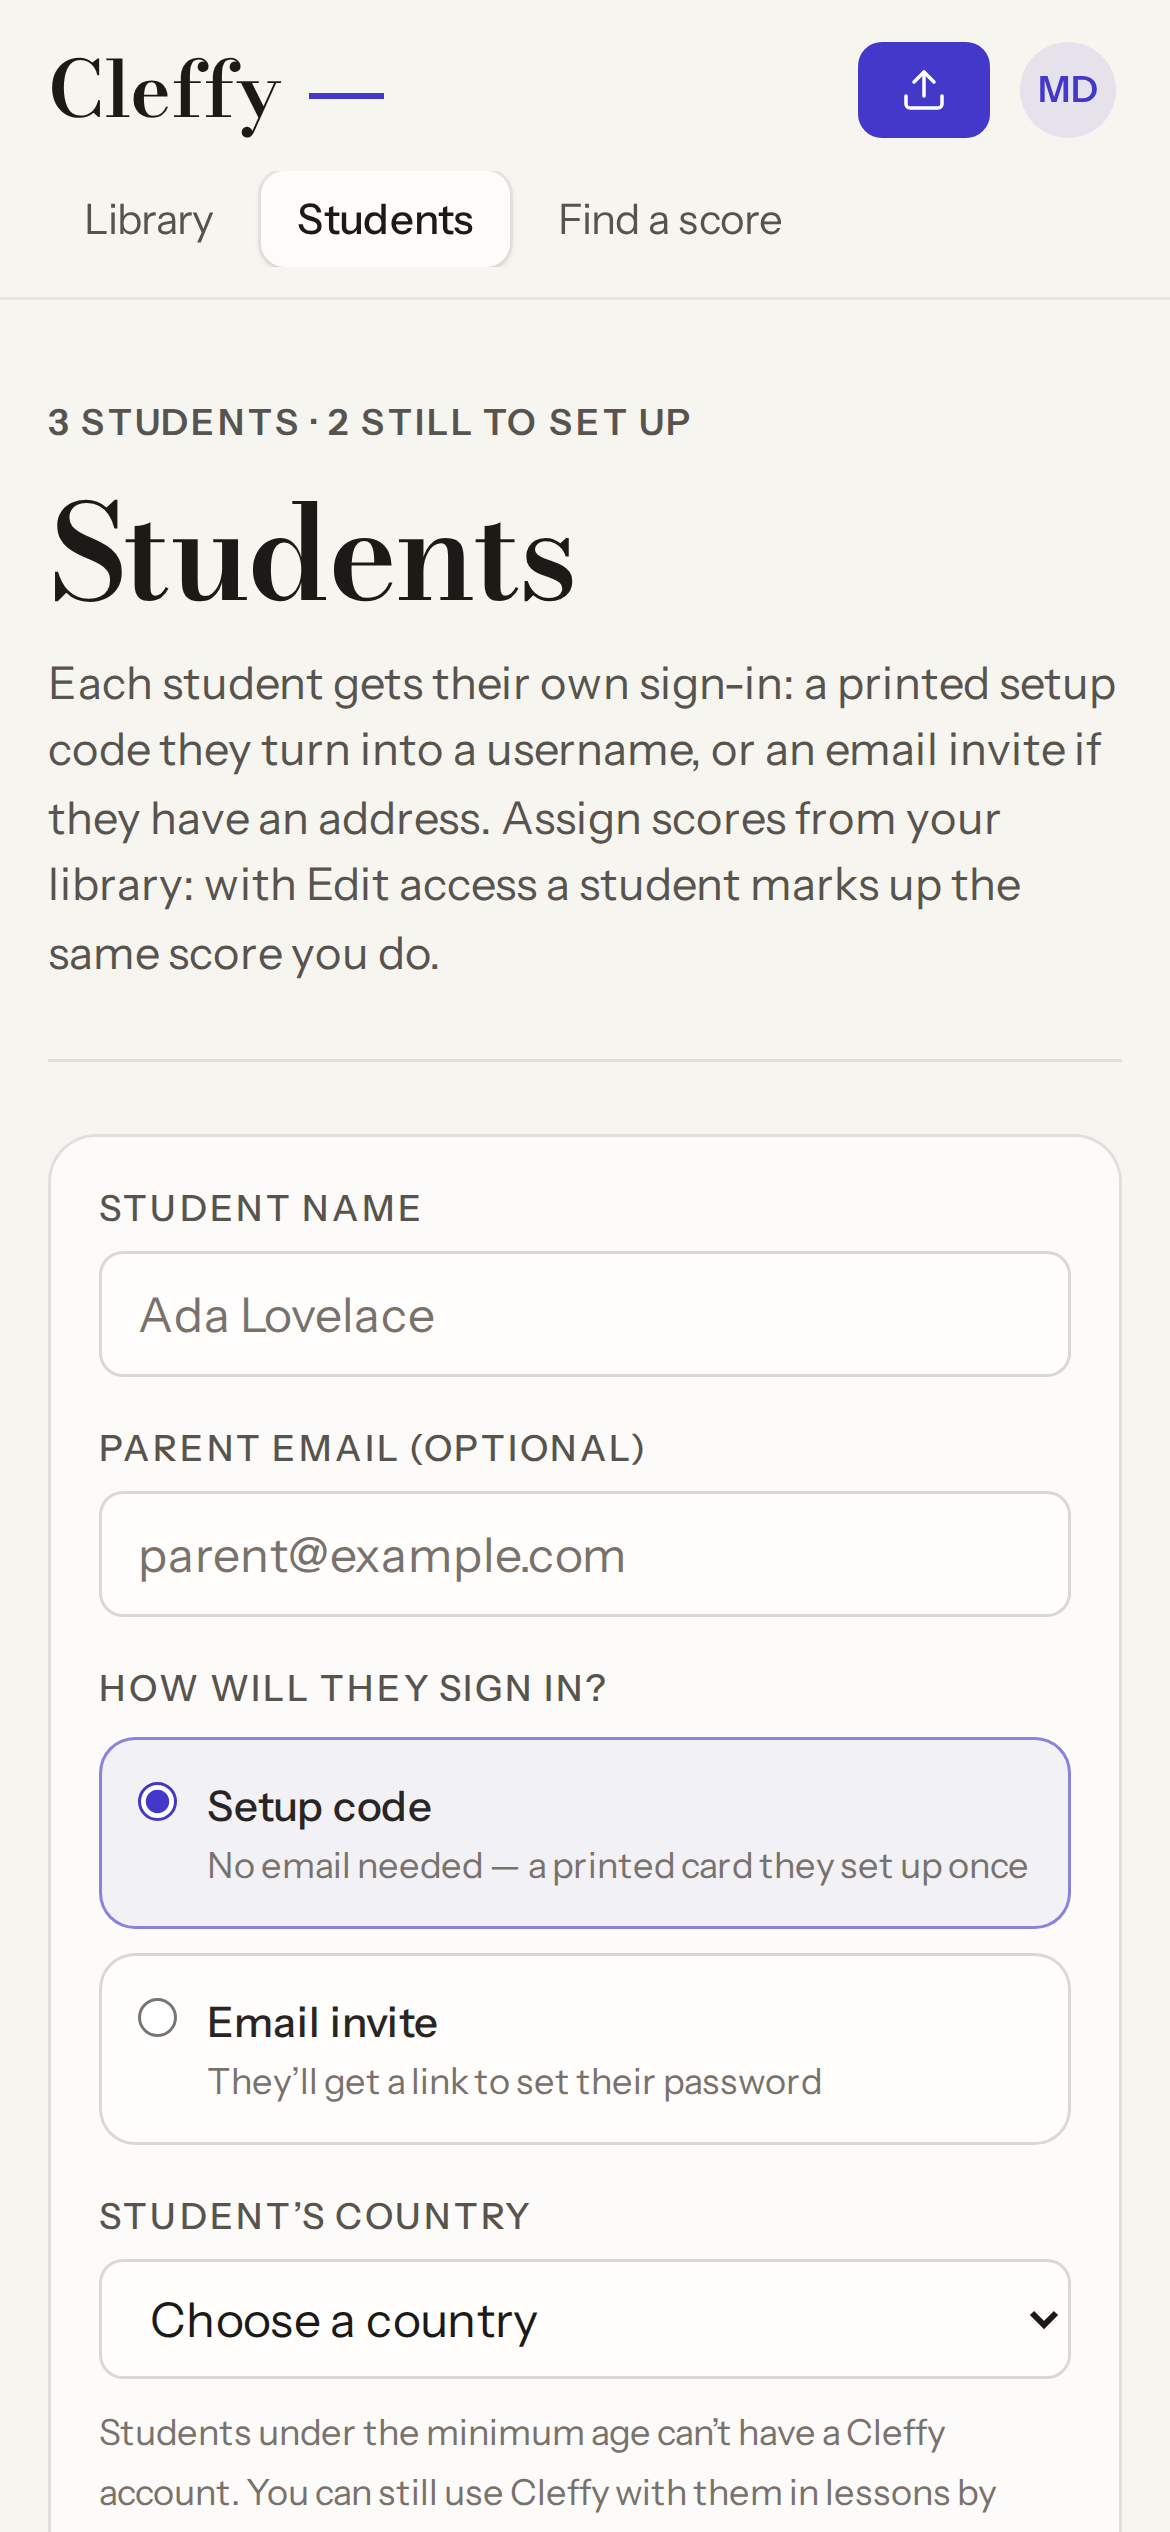 Cleffy
MD
Library
Students
Find a score
3 STUDENTS · 2 STILL TO SET UP
Students
Each student gets their own sign-in: a printed setup
code they turn into a username, or an email invite if
they have an address. Assign scores from your
library: with Edit access a student marks up the
same score you do.
STUDENT NAME
Ada Lovelace
PARENT EMAIL (OPTIONAL)
parent@example.com
HOW WILL THEY SIGN IN?
Setup code
No email needed — a printed card they set up once
Email invite
They’ll get a link to set their password
STUDENT’S COUNTRY
Choose a country
Students under the minimum age can’t have a Cleffy
account. You can still use Cleffy with them in lessons by